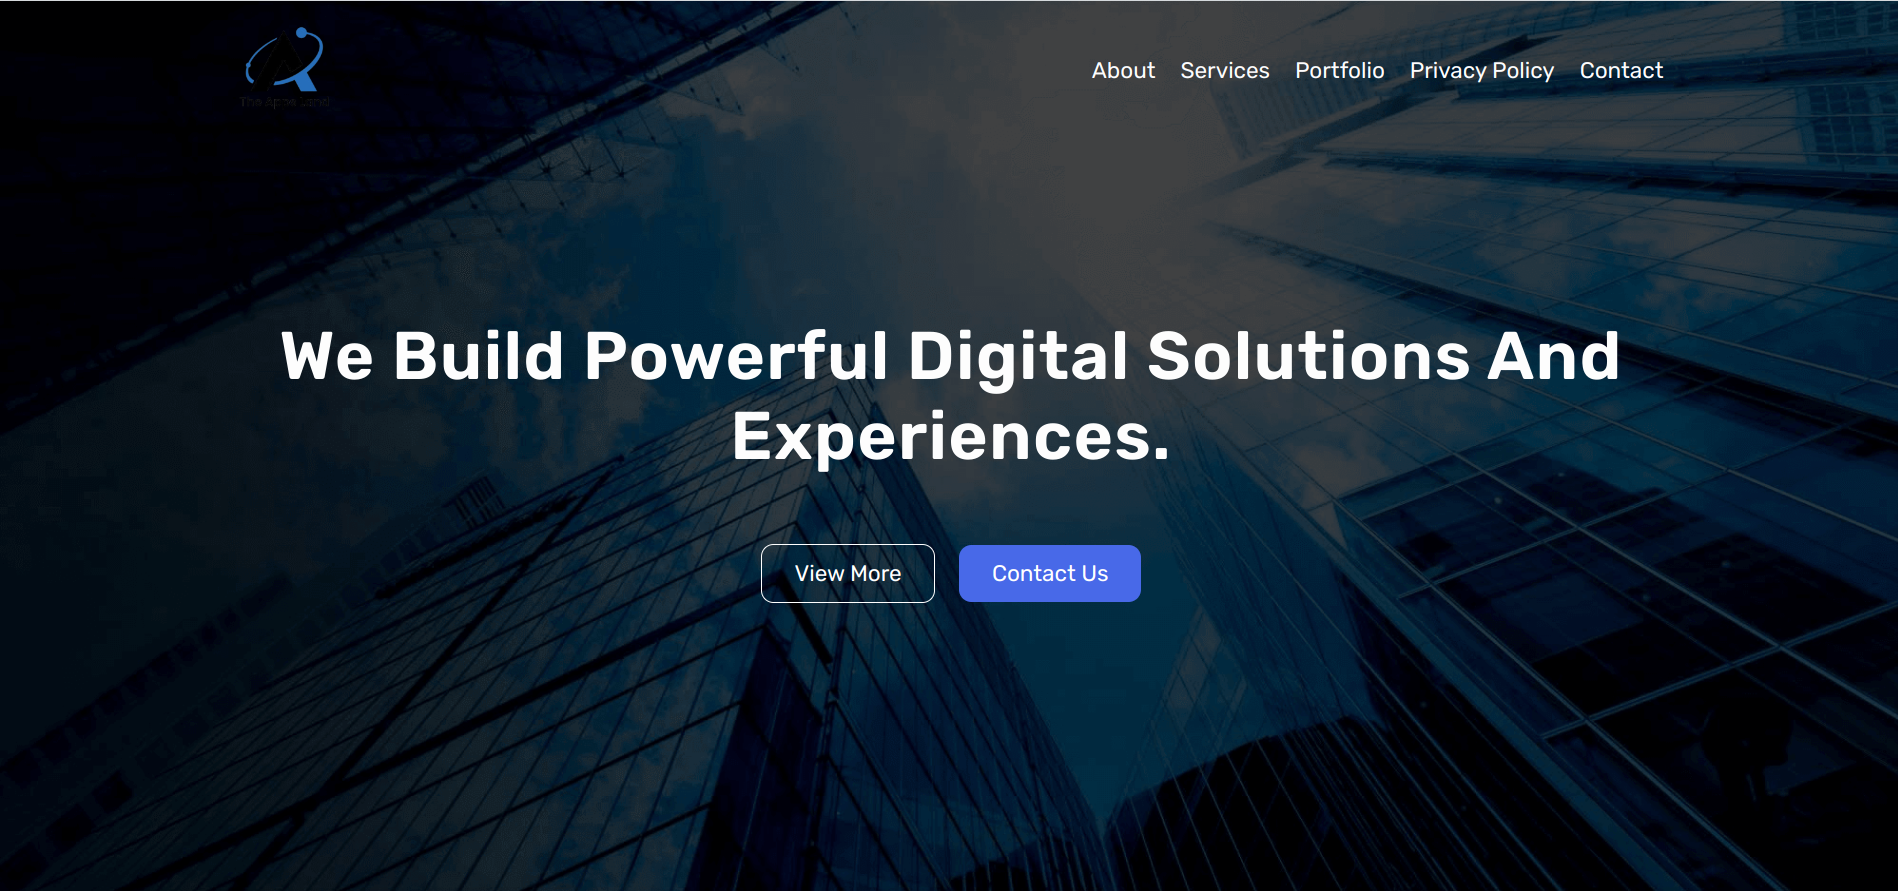 The Apps Land
About Services Portfolio Privacy Policy Contact
We Build Powerful Digital Solutions And
Experiences.
View More Contact Us